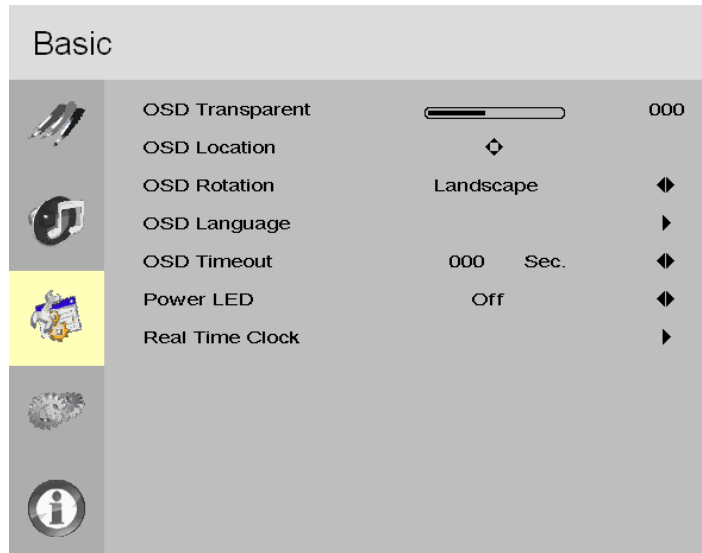 Basic
OSD Transparent 000
OSD Location
OSD Rotation Landscape
OSD Language
OSD Timeout 000 Sec.
Power LED Off
Real Time Clock